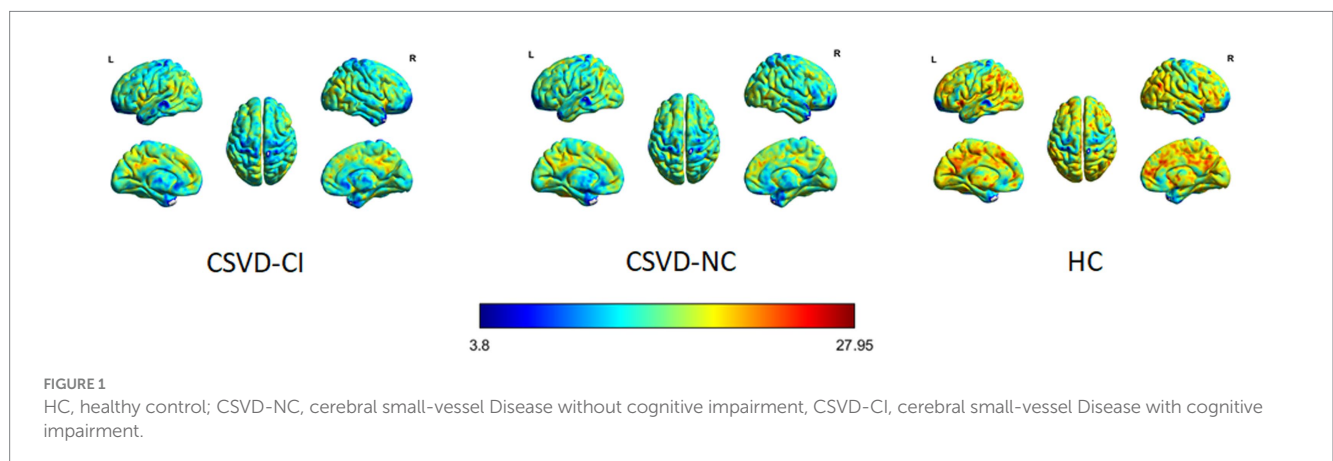 L R L R L R
CSVD-CI CSVD-NC HC
3.8 27.95
FIGURE 1
HC, healthy control; CSVD-NC, cerebral small-vessel Disease without cognitive impairment, CSVD-CI, cerebral small-vessel Disease with cognitive
impairment.